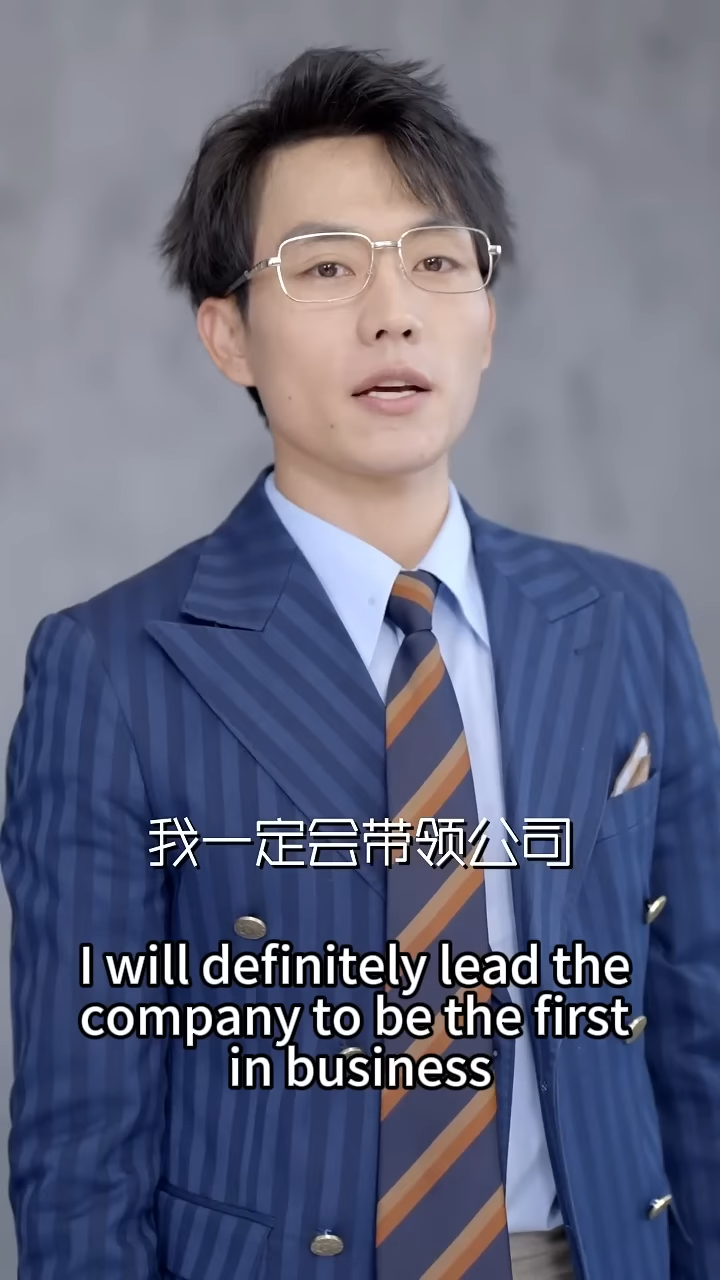 我一定会带领公司
I will definitely lead the
company to be the first
in business